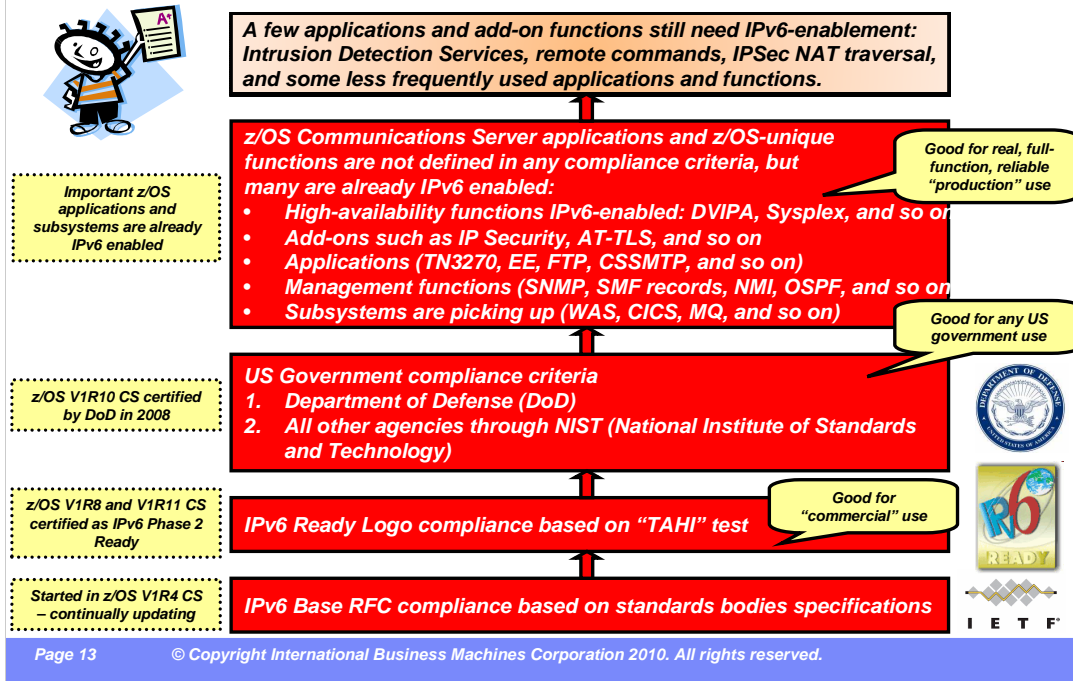 A+
A few applications and add-on functions still need IPv6-enablement:
Intrusion Detection Services, remote commands, IPSec NAT traversal,
and some less frequently used applications and functions.
Important z/OS
applications and
subsystems are already
IPv6 enabled
z/OS Communications Server applications and z/OS-unique
functions are not defined in any compliance criteria, but
many are already IPv6 enabled:
• High-availability functions IPv6-enabled: DVIPA, Sysplex, and so on
• Add-ons such as IP Security, AT-TLS, and so on
• Applications (TN3270, EE, FTP, CSSMTP, and so on)
• Management functions (SNMP, SMF records, NMI, OSPF, and so on
• Subsystems are picking up (WAS, CICS, MQ, and so on)
Good for real, full-
function, reliable
“production” use
Good for any US
government use
z/OS V1R10 CS certified
by DoD in 2008
US Government compliance criteria
1. Department of Defense (DoD)
2. All other agencies through NIST (National Institute of Standards
and Technology)
DEPARTMENT OF DEFENSE
UNITED STATES OF AMERICA
z/OS V1R8 and V1R11 CS
certified as IPv6 Phase 2
Ready
IPv6 Ready Logo compliance based on “TAHI” test
Good for
“commercial” use
IPv6
READY
Started in z/OS V1R4 CS
– continually updating
IPv6 Base RFC compliance based on standards bodies specifications
I E T F®
Page 13 © Copyright International Business Machines Corporation 2010. All rights reserved.